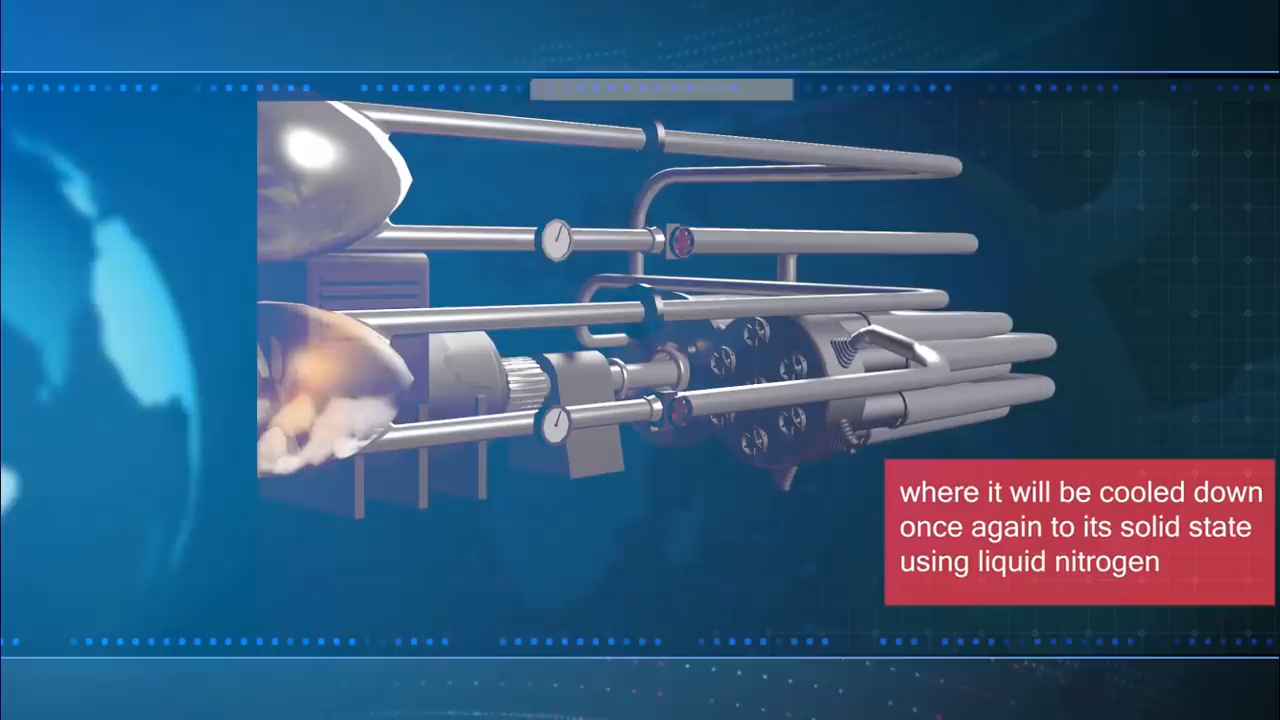 where it will be cooled down
once again to its solid state
using liquid nitrogen